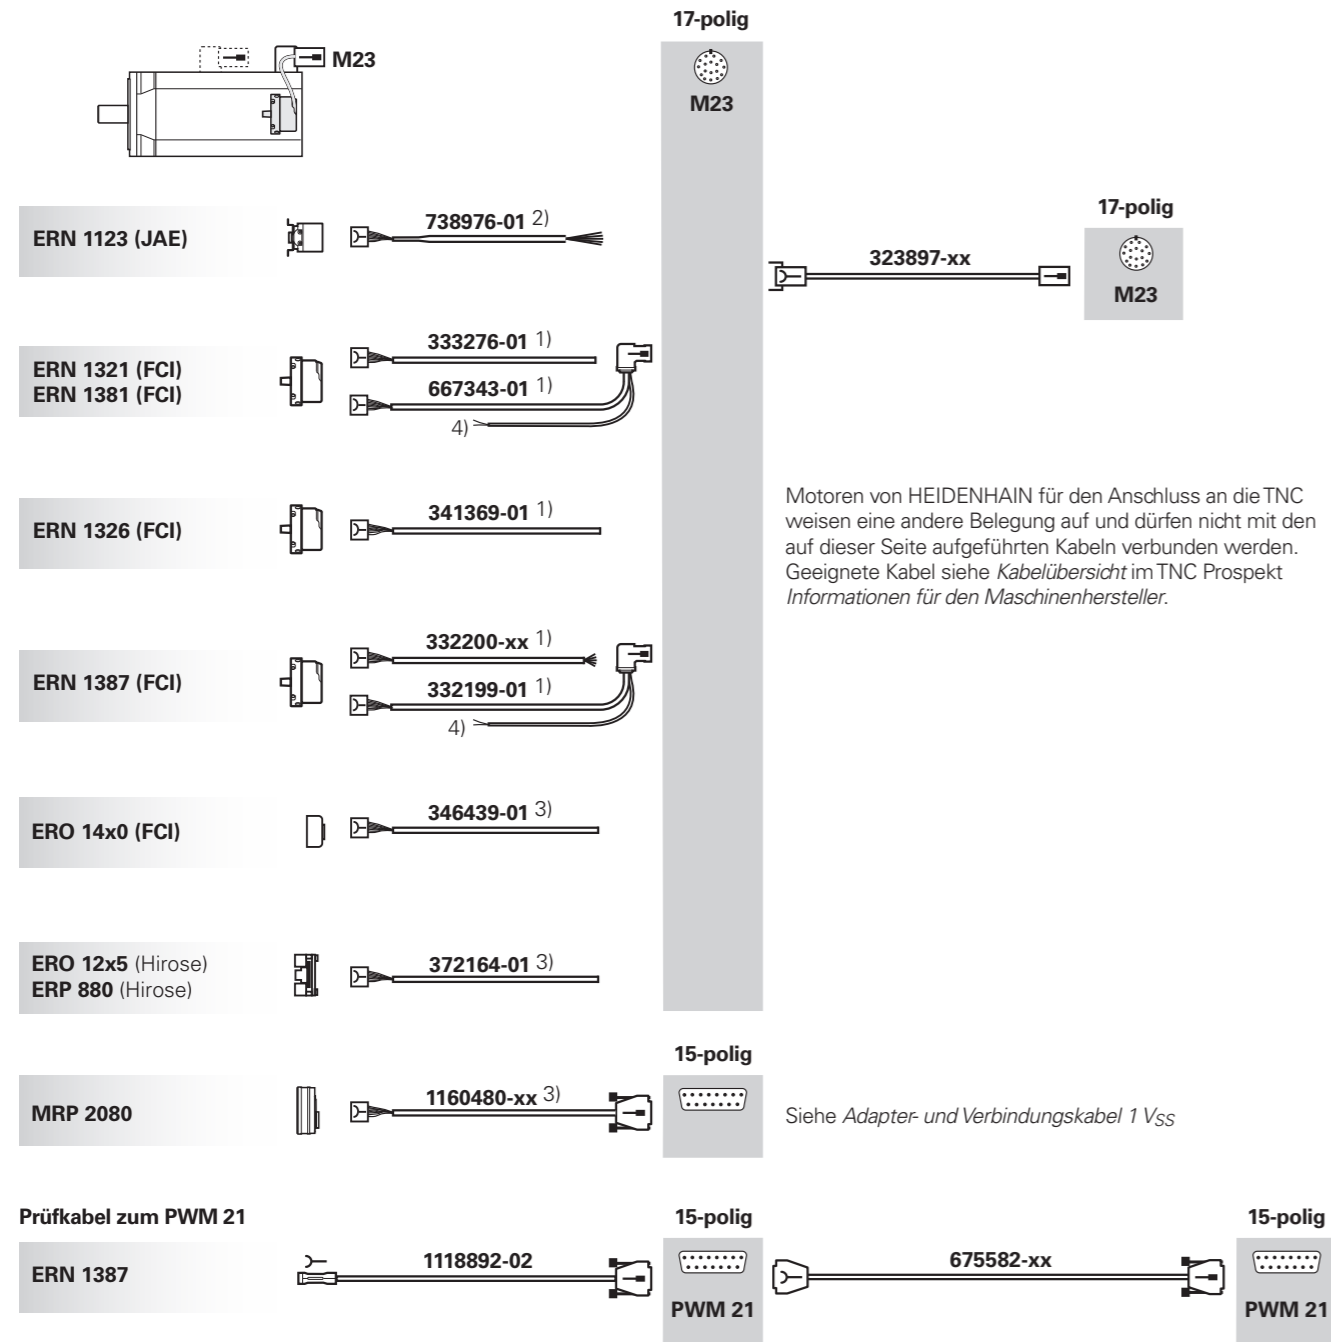 17-polig
M23
M23
17-polig
M23
ERN 1123 (JAE)
738976-01 2)
323897-xx
ERN 1321 (FCI)
ERN 1381 (FCI)
333276-01 1)
667343-01 1)
4)
ERN 1326 (FCI)
341369-01 1)
Motoren von HEIDENHAIN für den Anschluss an die TNC
weisen eine andere Belegung auf und dürfen nicht mit den
auf dieser Seite aufgeführten Kabeln verbunden werden.
Geeignete Kabel siehe Kabelübersicht im TNC Prospekt
Informationen für den Maschinenhersteller.
ERN 1387 (FCI)
332200-xx 1)
332199-01 1)
4)
ERO 14x0 (FCI)
346439-01 3)
ERO 12x5 (Hirose)
ERP 880 (Hirose)
372164-01 3)
15-polig
MRP 2080
1160480-xx 3)
Siehe Adapter- und Verbindungskabel 1 VSS
Prüfkabel zum PWM 21
15-polig
15-polig
ERN 1387
1118892-02
675582-xx
PWM 21
PWM 21